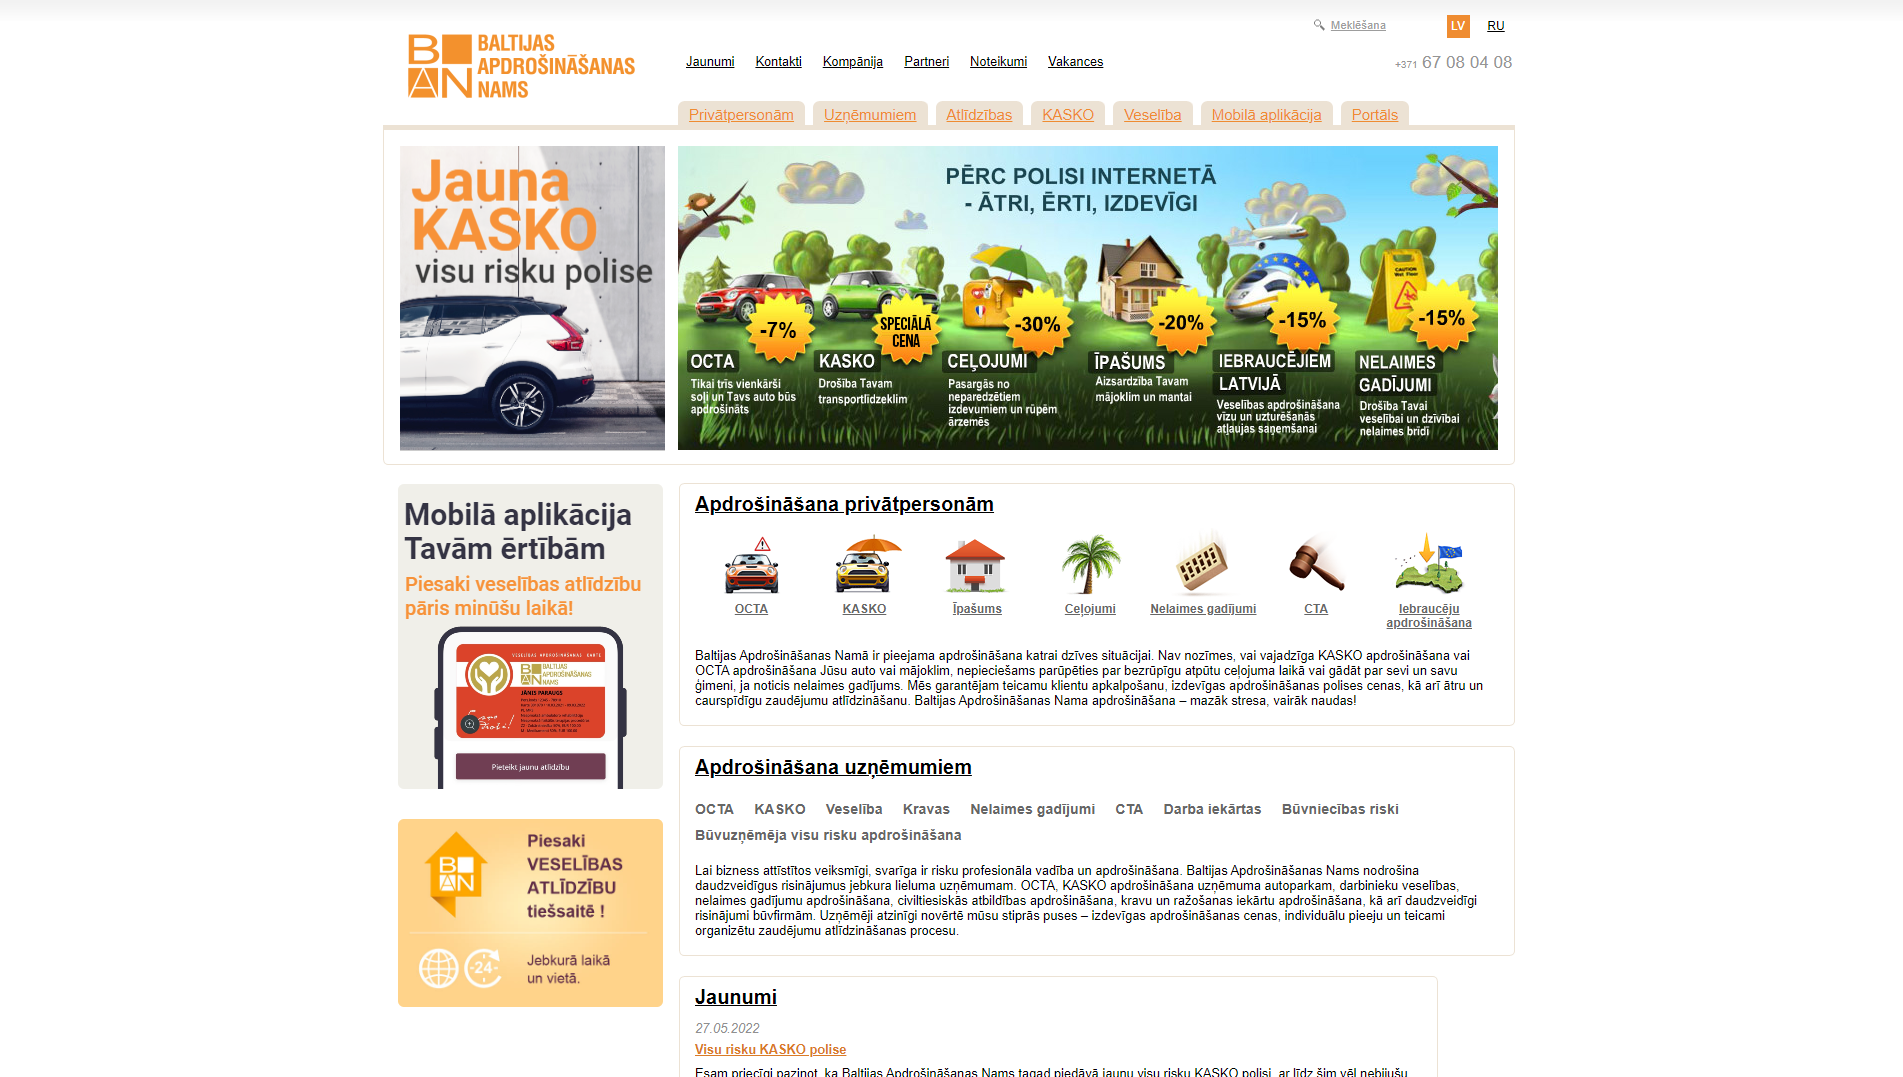 Meklēšana
LV
RU
BALTIJAS
APDROŠINĀŠANAS
NAMS
Jaunumi Kontakti Kompānija Partneri Noteikumi Vakances
+371 67 08 04 08
Privātpersonām Uzņēmumiem Atlīdzības KASKO Veselība Mobilā aplikācija Portāls
Jauna
KASKO
visu risku polise
PĒRC POLISI INTERNETĀ
- ĀTRI, ĒRTI, IZDEVĪGI
-7%
SPECIĀLĀ
CENA
-30%
-20%
-15%
-15%
OCTA
Tikai trīs vienkārši
soļi un Tavs auto būs
apdrošināts
KASKO
Drošība Tavam
transportlīdzeklim
CEĻOJUMI
Pasargās no
neparedzētiem
izdevumiem un rūpēm
ārzemēs
ĪPAŠUMS
Aizsardzība Tavam
mājoklim un mantai
IEBRAUCĒJIEM
LATVIJĀ
Veselības apdrošināšana
vīzu un uzturēšanās
atļaujas saņemšanai
CAUTION
Wet Floor
NELAIMES
GADĪJUMI
Drošība Tavai
veselībai un dzīvībai
nelaimes brīdī
Mobilā aplikācija
Tavām ērtībām
Piesaki veselības atlīdzību
pāris minūšu laikā!
VESELĪBAS APDROŠINĀŠANAS KARTE
BALTIJAS
APDROŠINĀŠANAS
NAMS
JĀNIS PARAUGS
Pieteikt jaunu atlīdzību
Piesaki
VESELĪBAS
ATLĪDZĪBU
tiešsaitē !
-24-
Jebkurā laikā
un vietā.
Apdrošināšana privātpersonām
OCTA KASKO Īpašums Ceļojumi Nelaimes gadījumi CTA Iebraucēju
apdrošināšana
Baltijas Apdrošināšanas Namā ir pieejama apdrošināšana katrai dzīves situācijai. Nav nozīmes, vai vajadzīga KASKO apdrošināšana vai
OCTA apdrošināšana Jūsu auto vai mājoklim, nepieciešams parūpēties par bezrūpīgu atpūtu ceļojuma laikā vai gādāt par sevi un savu
ģimeni, ja noticis nelaimes gadījums. Mēs garantējam teicamu klientu apkalpošanu, izdevīgas apdrošināšanas polises cenas, kā arī ātru un
caurspīdīgu zaudējumu atlīdzināšanu. Baltijas Apdrošināšanas Nama apdrošināšana – mazāk stresa, vairāk naudas!
Apdrošināšana uzņēmumiem
OCTA KASKO Veselība Kravas Nelaimes gadījumi CTA Darba iekārtas Būvniecības riski
Būvuzņēmēja visu risku apdrošināšana
Lai bizness attīstītos veiksmīgi, svarīga ir risku profesionāla vadība un apdrošināšana. Baltijas Apdrošināšanas Nams nodrošina
daudzveidīgus risinājumus jebkura lieluma uzņēmumam. OCTA, KASKO apdrošināšana uzņēmuma autoparkam, darbinieku veselības,
nelaimes gadījumu apdrošināšana, civiltiesiskās atbildības apdrošināšana, kravu un ražošanas iekārtu apdrošināšana, kā arī daudzveidīgi
risinājumi būvfirmām. Uzņēmēji atzinīgi novērtē mūsu stiprās puses – izdevīgas apdrošināšanas cenas, individuālu pieeju un teicami
organizētu zaudējumu atlīdzināšanas procesu.
Jaunumi
27.05.2022
Visu risku KASKO polise
Esam priecīgi paziņot, ka Baltijas Apdrošināšanas Nams tagad piedāvā jaunu visu risku KASKO polisi, ar līdz šim vēl nebijušu